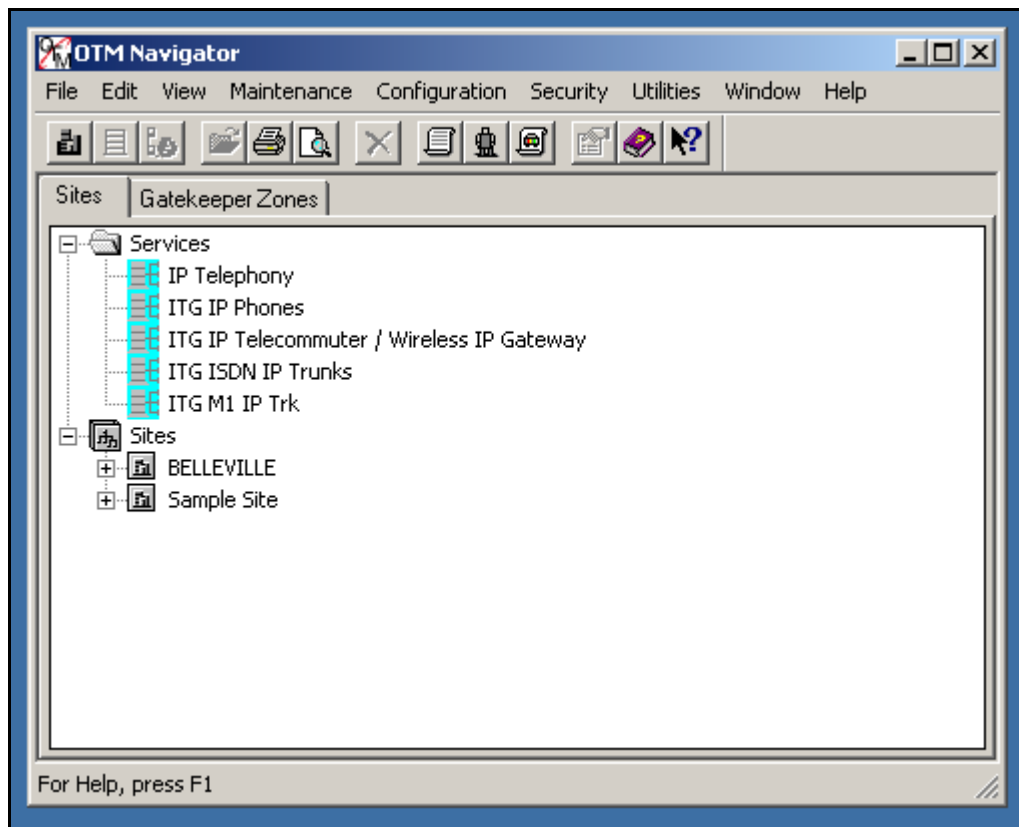 OTM Navigator
File Edit View Maintenance Configuration Security Utilities Window Help
Sites Gatekeeper Zones
Services
IP Telephony
ITG IP Phones
ITG IP Telecommuter / Wireless IP Gateway
ITG ISDN IP Trunks
ITG M1 IP Trk
Sites
BELLEVILLE
Sample Site
For Help, press F1